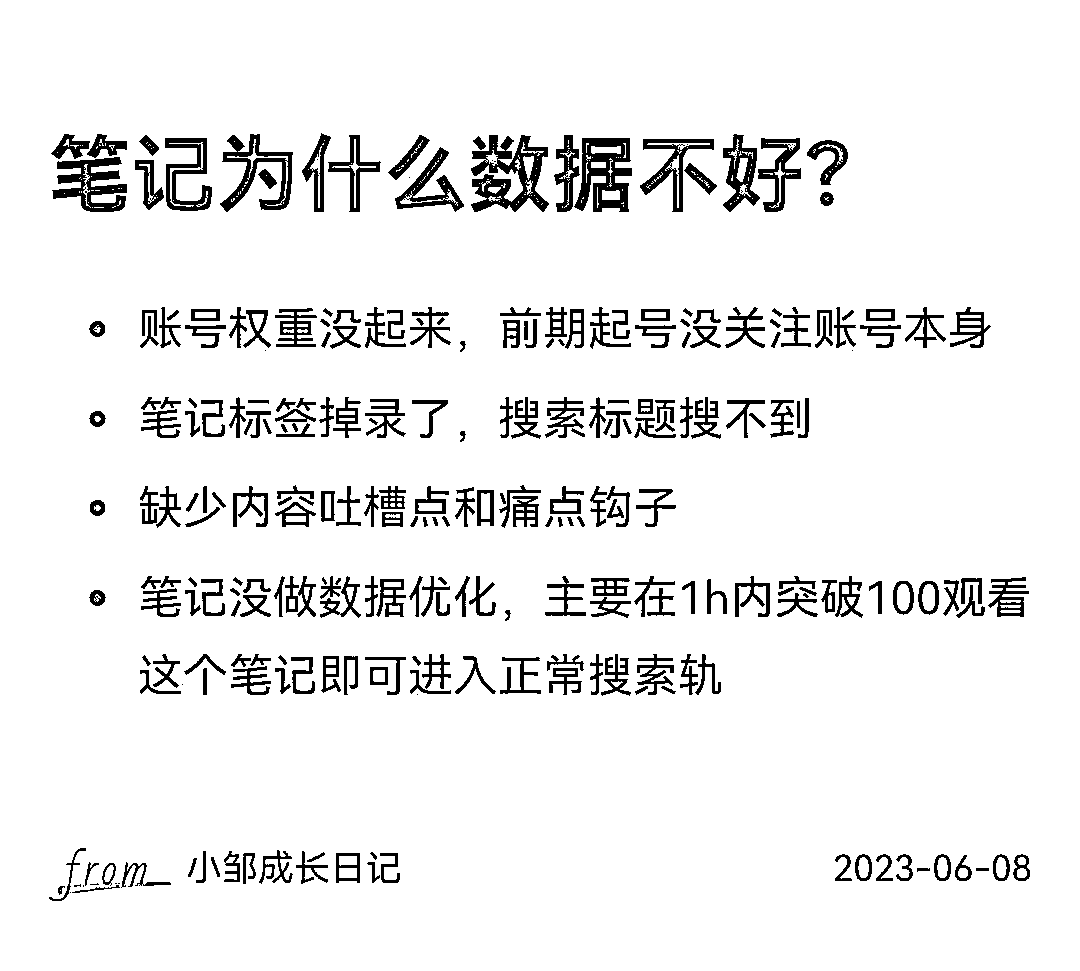 笔记为什么数据不好?
账号权重没起来，前期起号没关注账号本身
笔记标签掉录了，搜索标题搜不到
缺少内容吐槽点和痛点钩子
笔记没做数据优化，主要在1h内突破100观看
这个笔记即可进入正常搜索轨
from 小邹成长日记
2023-06-08